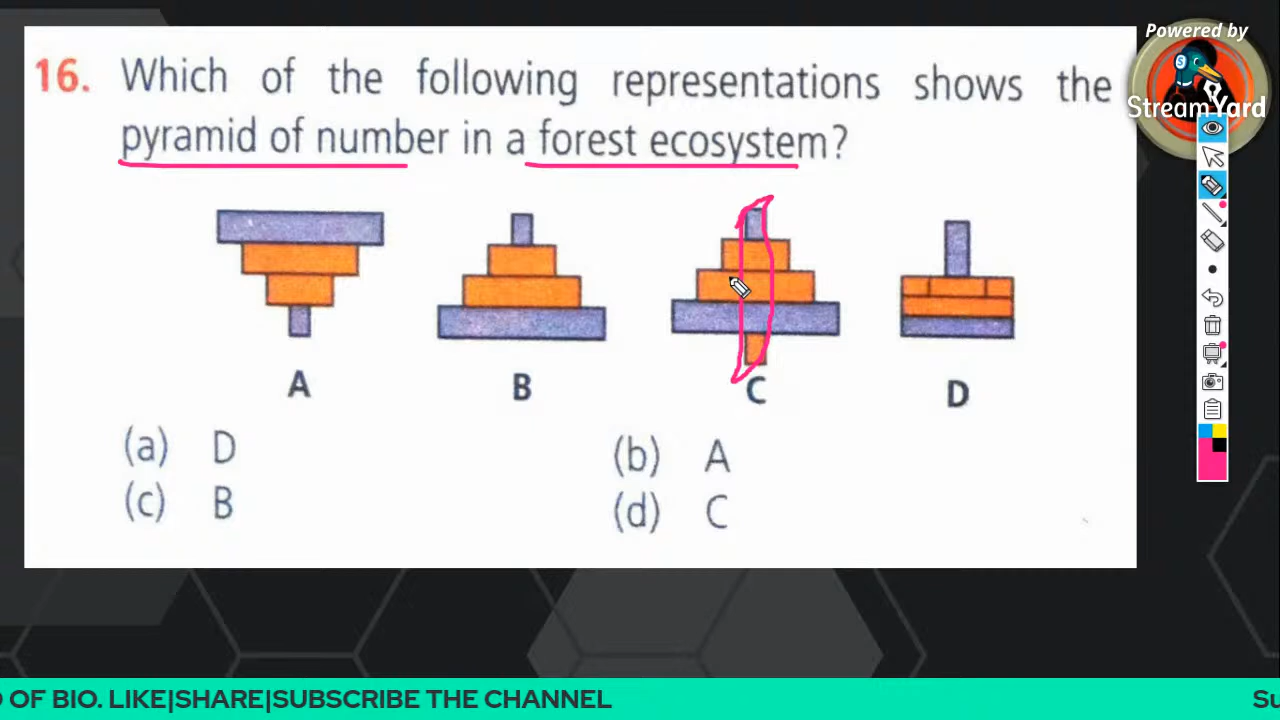 Powered by
StreamYard
16. Which of the following representations shows the
pyramid of number in a forest ecosystem?
A B C D
(a) D (b) A
(c) B (d) C
OF BIO. LIKE|SHARE|SUBSCRIBE THE CHANNEL
Su